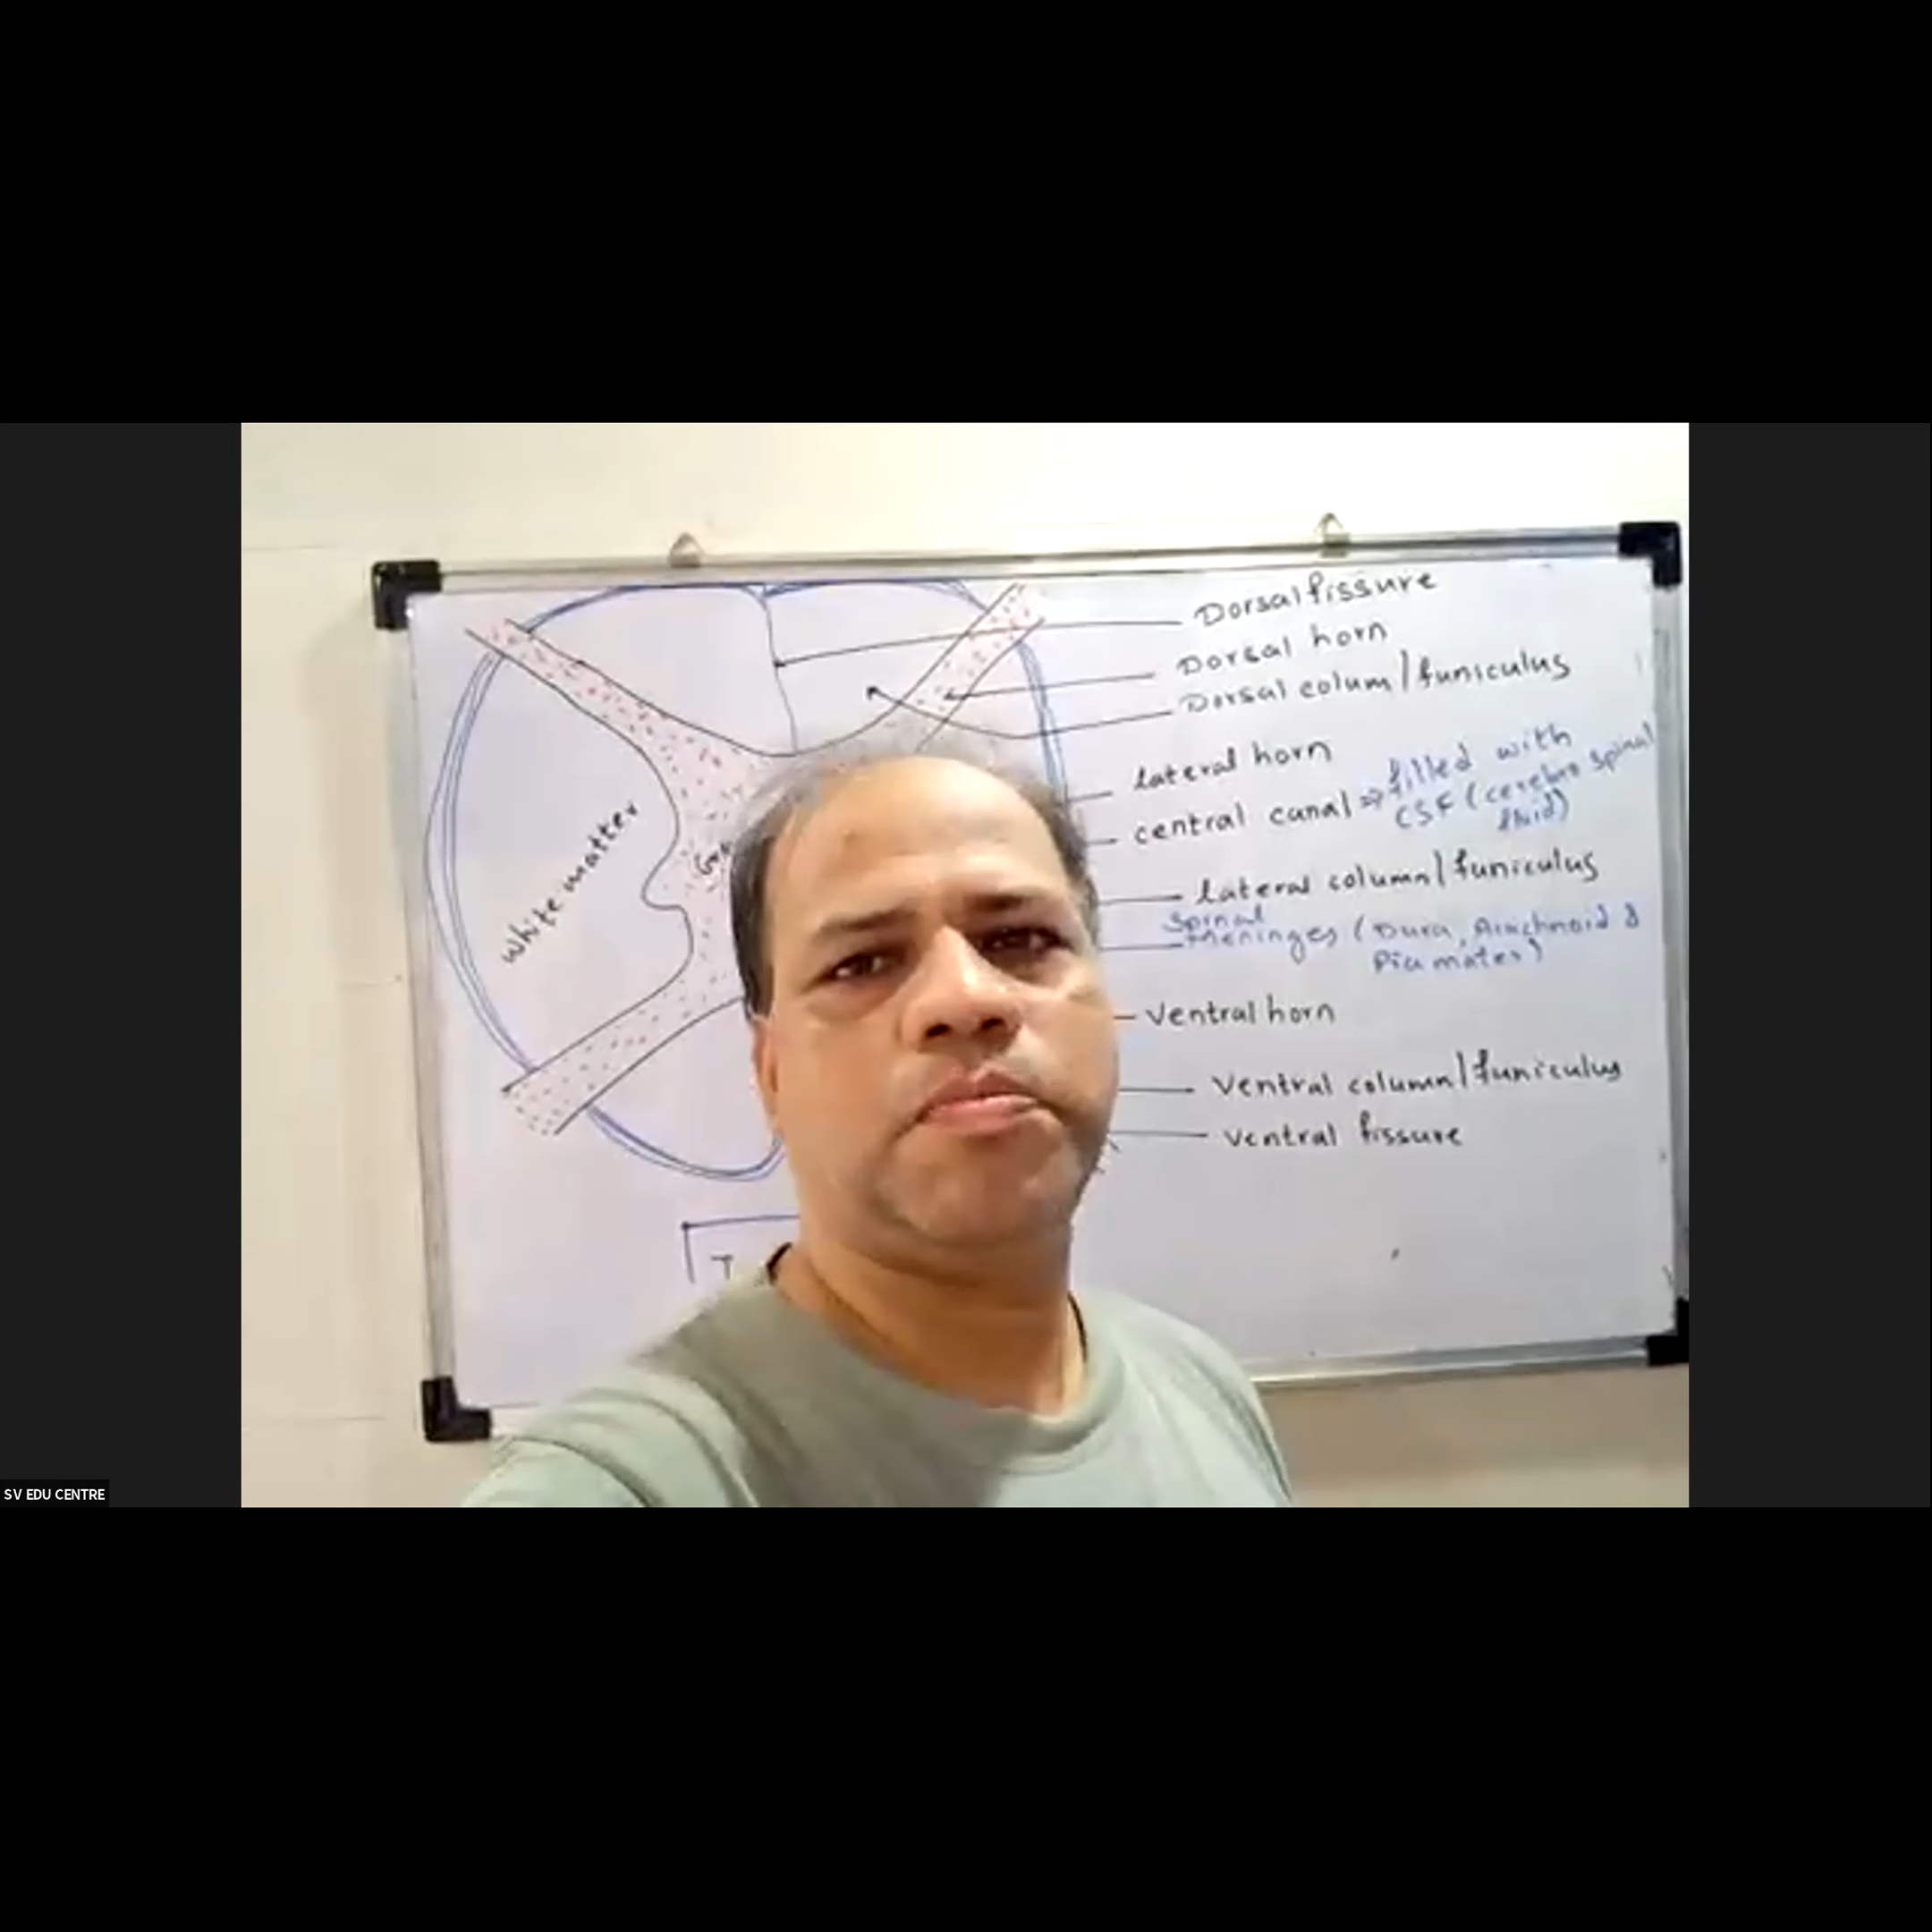 Dorsal fissure
Dorsal horn
Dorsal colum/funiculus
lateral horn
central canal ⇒ filled with
CSF (cerebro spinal
fluid)
lateral column/funiculus
Spinal
Meninges (Dura, Arachnoid &
Pia mater)
Ventral horn
Ventral column/funiculus
Ventral fissure
white matter
SV EDU CENTRE